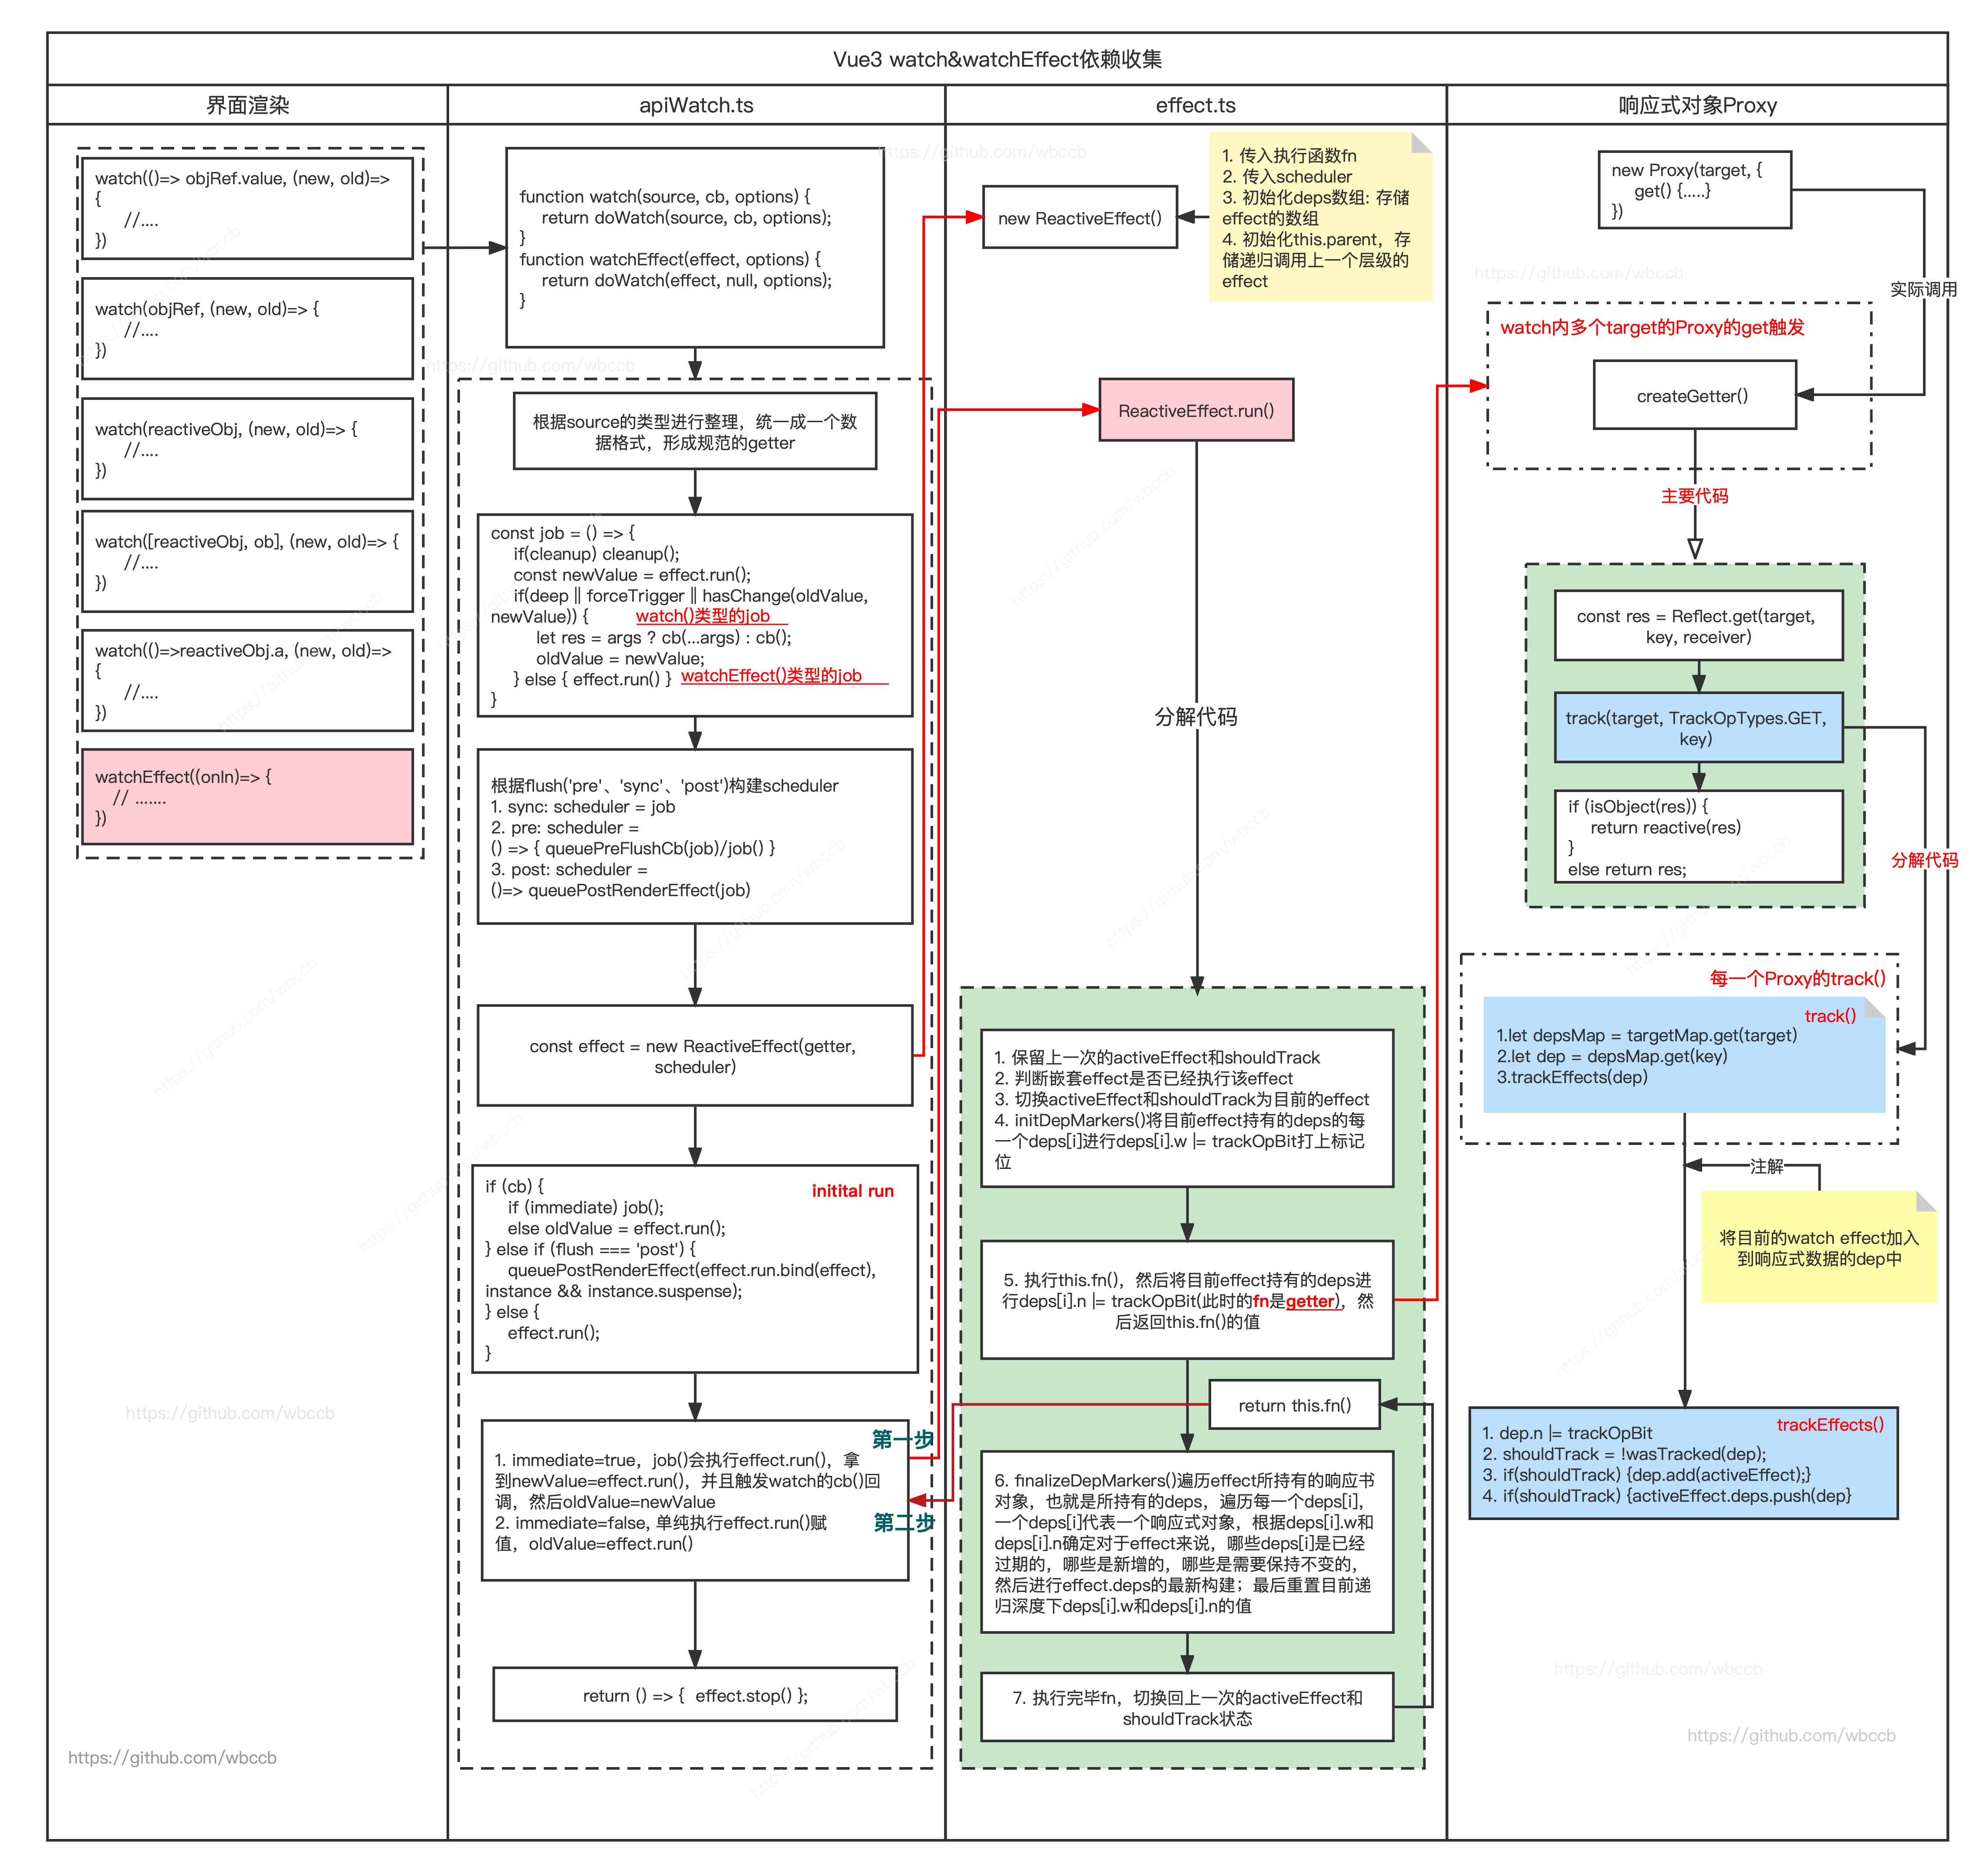 Vue3 watch&watchEffect依赖收集
界面渲染
apiWatch.ts
effect.ts
响应式对象Proxy
watch(()=> objRef.value, (new, old)=>
{
//....
})
watch(objRef, (new, old)=> {
//....
})
watch(reactiveObj, (new, old)=> {
//....
})
watch([reactiveObj, ob], (new, old)=> {
//....
})
watch(()=>reactiveObj.a, (new, old)=>
{
//....
})
watchEffect((onIn)=> {
// .......
})
https://github.com/wbccb
https://github.com/wbccb
function watch(source, cb, options) {
return doWatch(source, cb, options);
}
function watchEffect(effect, options) {
return doWatch(effect, null, options);
}
https://github.com/wbccb
根据source的类型进行整理，统一成一个数
据格式，形成规范的getter
const job = () => {
if(cleanup) cleanup();
const newValue = effect.run();
if(deep || forceTrigger || hasChange(oldValue,
newValue)) { watch()类型的job
let res = args ? cb(...args) : cb();
oldValue = newValue;
} else { effect.run() } watchEffect()类型的job
}
根据flush('pre'、'sync'、'post')构建scheduler
1. sync: scheduler = job
2. pre: scheduler =
() => { queuePreFlushCb(job)/job() }
3. post: scheduler =
()=> queuePostRenderEffect(job)
const effect = new ReactiveEffect(getter,
scheduler)
if (cb) { initital run
if (immediate) job();
else oldValue = effect.run();
} else if (flush === 'post') {
queuePostRenderEffect(effect.run.bind(effect),
instance && instance.suspense);
} else {
effect.run();
}
第一步
1. immediate=true，job()会执行effect.run()，拿
到newValue=effect.run()，并且触发watch的cb()回
调，然后oldValue=newValue
2. immediate=false, 单纯执行effect.run()赋
值，oldValue=effect.run()
第二步
return () => { effect.stop() };
https://github.com/wbccb
new ReactiveEffect()
1. 传入执行函数fn
2. 传入scheduler
3. 初始化deps数组: 存储
effect的数组
4. 初始化this.parent，存
储递归调用上一个层级的
effect
ReactiveEffect.run()
分解代码
1. 保留上一次的activeEffect和shouldTrack
2. 判断嵌套effect是否已经执行该effect
3. 切换activeEffect和shouldTrack为目前的effect
4. initDepMarkers()将目前effect持有的deps的每
一个deps[i]进行deps[i].w |= trackOpBit打上标记
位
5. 执行this.fn()，然后将目前effect持有的deps进
行deps[i].n |= trackOpBit(此时的fn是getter)，然
后返回this.fn()的值
return this.fn()
6. finalizeDepMarkers()遍历effect所持有的响应书
对象，也就是所持有的deps，遍历每一个deps[i]，
一个deps[i]代表一个响应式对象，根据deps[i].w和
deps[i].n确定对于effect来说，哪些deps[i]是已经
过期的，哪些是新增的，哪些是需要保持不变的，
然后进行effect.deps的最新构建；最后重置目前递
归深度下deps[i].w和deps[i].n的值
7. 执行完毕fn，切换回上一次的activeEffect和
shouldTrack状态
new Proxy(target, {
get() {.....}
})
https://github.com/wbccb
实际调用
watch内多个target的Proxy的get触发
createGetter()
主要代码
const res = Reflect.get(target,
key, receiver)
track(target, TrackOpTypes.GET,
key)
if (isObject(res)) {
return reactive(res)
}
else return res;
分解代码
每一个Proxy的track()
track()
1.let depsMap = targetMap.get(target)
2.let dep = depsMap.get(key)
3.trackEffects(dep)
注解
将目前的watch effect加入
到响应式数据的dep中
trackEffects()
1. dep.n |= trackOpBit
2. shouldTrack = !wasTracked(dep);
3. if(shouldTrack) {dep.add(activeEffect);}
4. if(shouldTrack) {activeEffect.deps.push(dep}
https://github.com/wbccb
https://github.com/wbccb